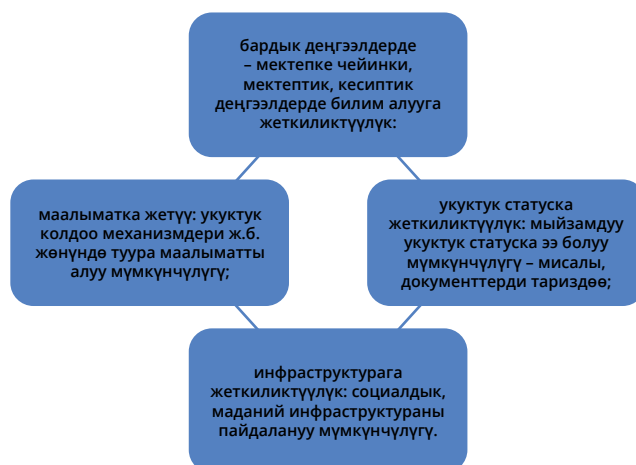 бардык деңгээлдерде
– мектепке чейинки,
мектептик, кесиптик
деңгээлдерде билим алууга
жеткиликтүүлүк:
маалыматка жетүү: укуктук
колдоо механизмдери ж.б.
жөнүндө туура маалыматты
алуу мүмкүнчүлүгү;
укуктук статуска
жеткиликтүүлүк: мыйзамдуу
укуктук статуска ээ болуу
мүмкүнчүлүгү – мисалы,
документтерди тариздөө;
инфраструктурага
жеткиликтүүлүк: социалдык,
маданий инфраструктураны
пайдалануу мүмкүнчүлүгү.